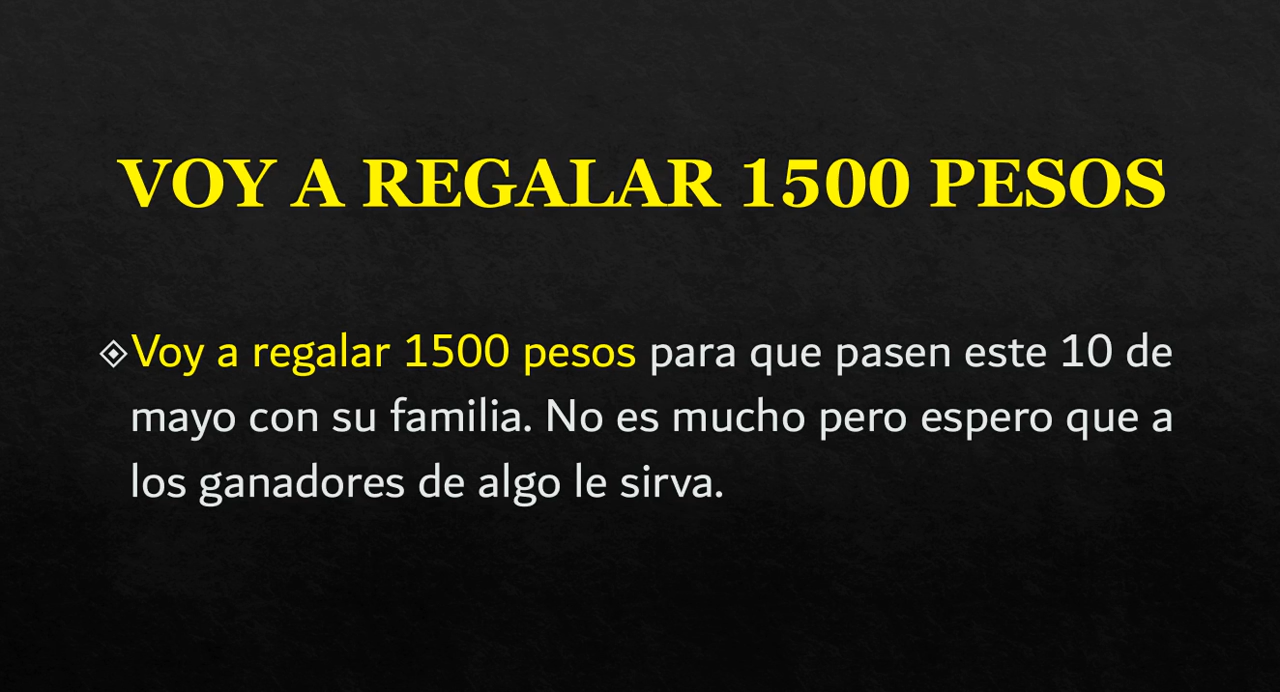 VOY A REGALAR 1500 PESOS
Voy a regalar 1500 pesos para que pasen este 10 de
mayo con su familia. No es mucho pero espero que a
los ganadores de algo le sirva.